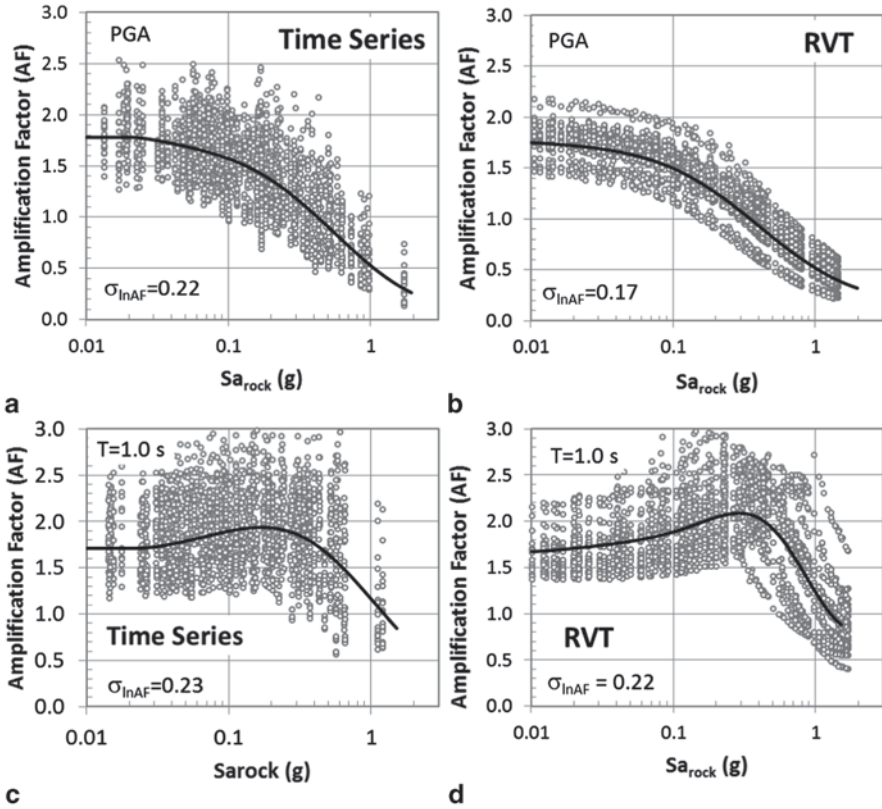 3.0
2.5
2.0
1.5
1.0
0.5
0.0
Amplification Factor (AF)
PGA
Time Series
σlnAF=0.22
0.01
0.1
1
Sarock (g)
a
3.0
2.5
2.0
1.5
1.0
0.5
0.0
Amplification Factor (AF)
PGA
RVT
σlnAF=0.17
0.01
0.1
1
Sarock (g)
b
3.0
2.5
2.0
1.5
1.0
0.5
0.0
Amplification Factor (AF)
T=1.0 s
Time Series
σlnAF=0.23
0.01
0.1
1
Sarock (g)
c
3.0
2.5
2.0
1.5
1.0
0.5
0.0
Amplification Factor (AF)
T=1.0 s
RVT
σlnAF = 0.22
0.01
0.1
1
Sarock (g)
d